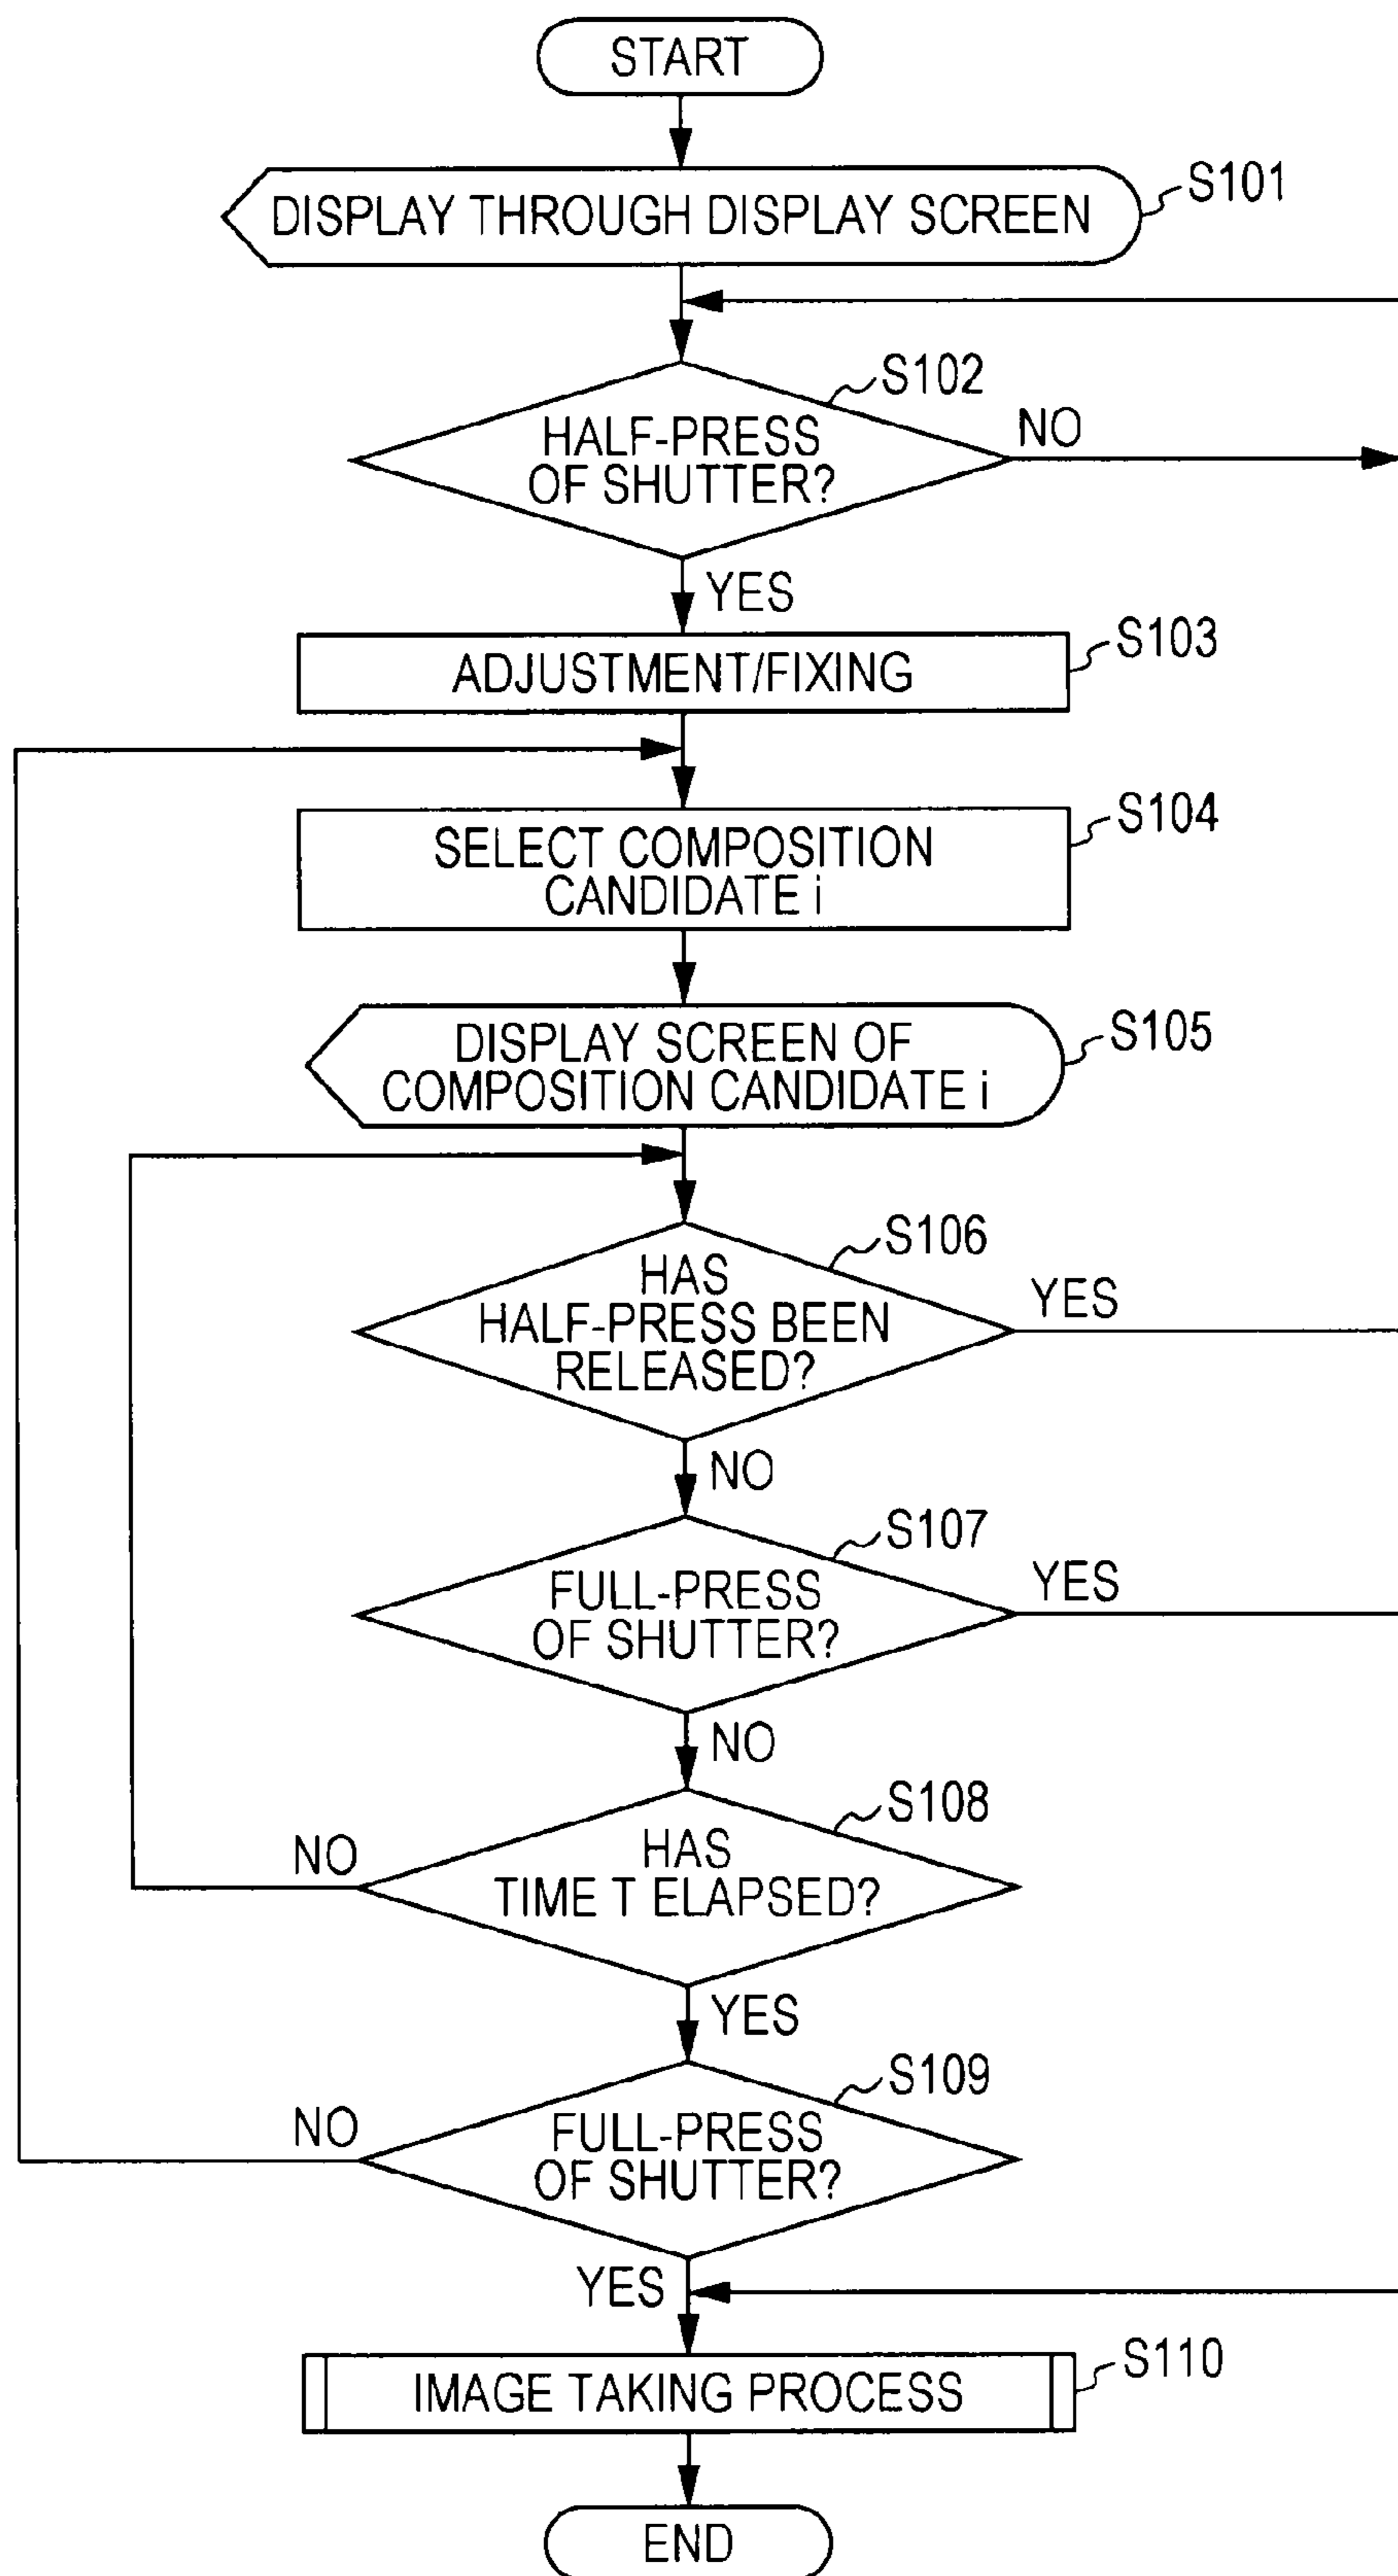 START
DISPLAY THROUGH DISPLAY SCREEN
S101
S102
HALF-PRESS
OF SHUTTER?
NO
YES
S103
ADJUSTMENT/FIXING
S104
SELECT COMPOSITION
CANDIDATE i
S105
DISPLAY SCREEN OF
COMPOSITION CANDIDATE i
S106
HAS
HALF-PRESS BEEN
RELEASED?
YES
NO
S107
FULL-PRESS
OF SHUTTER?
YES
NO
S108
HAS
TIME T ELAPSED?
NO
YES
S109
FULL-PRESS
OF SHUTTER?
NO
YES
S110
IMAGE TAKING PROCESS
END